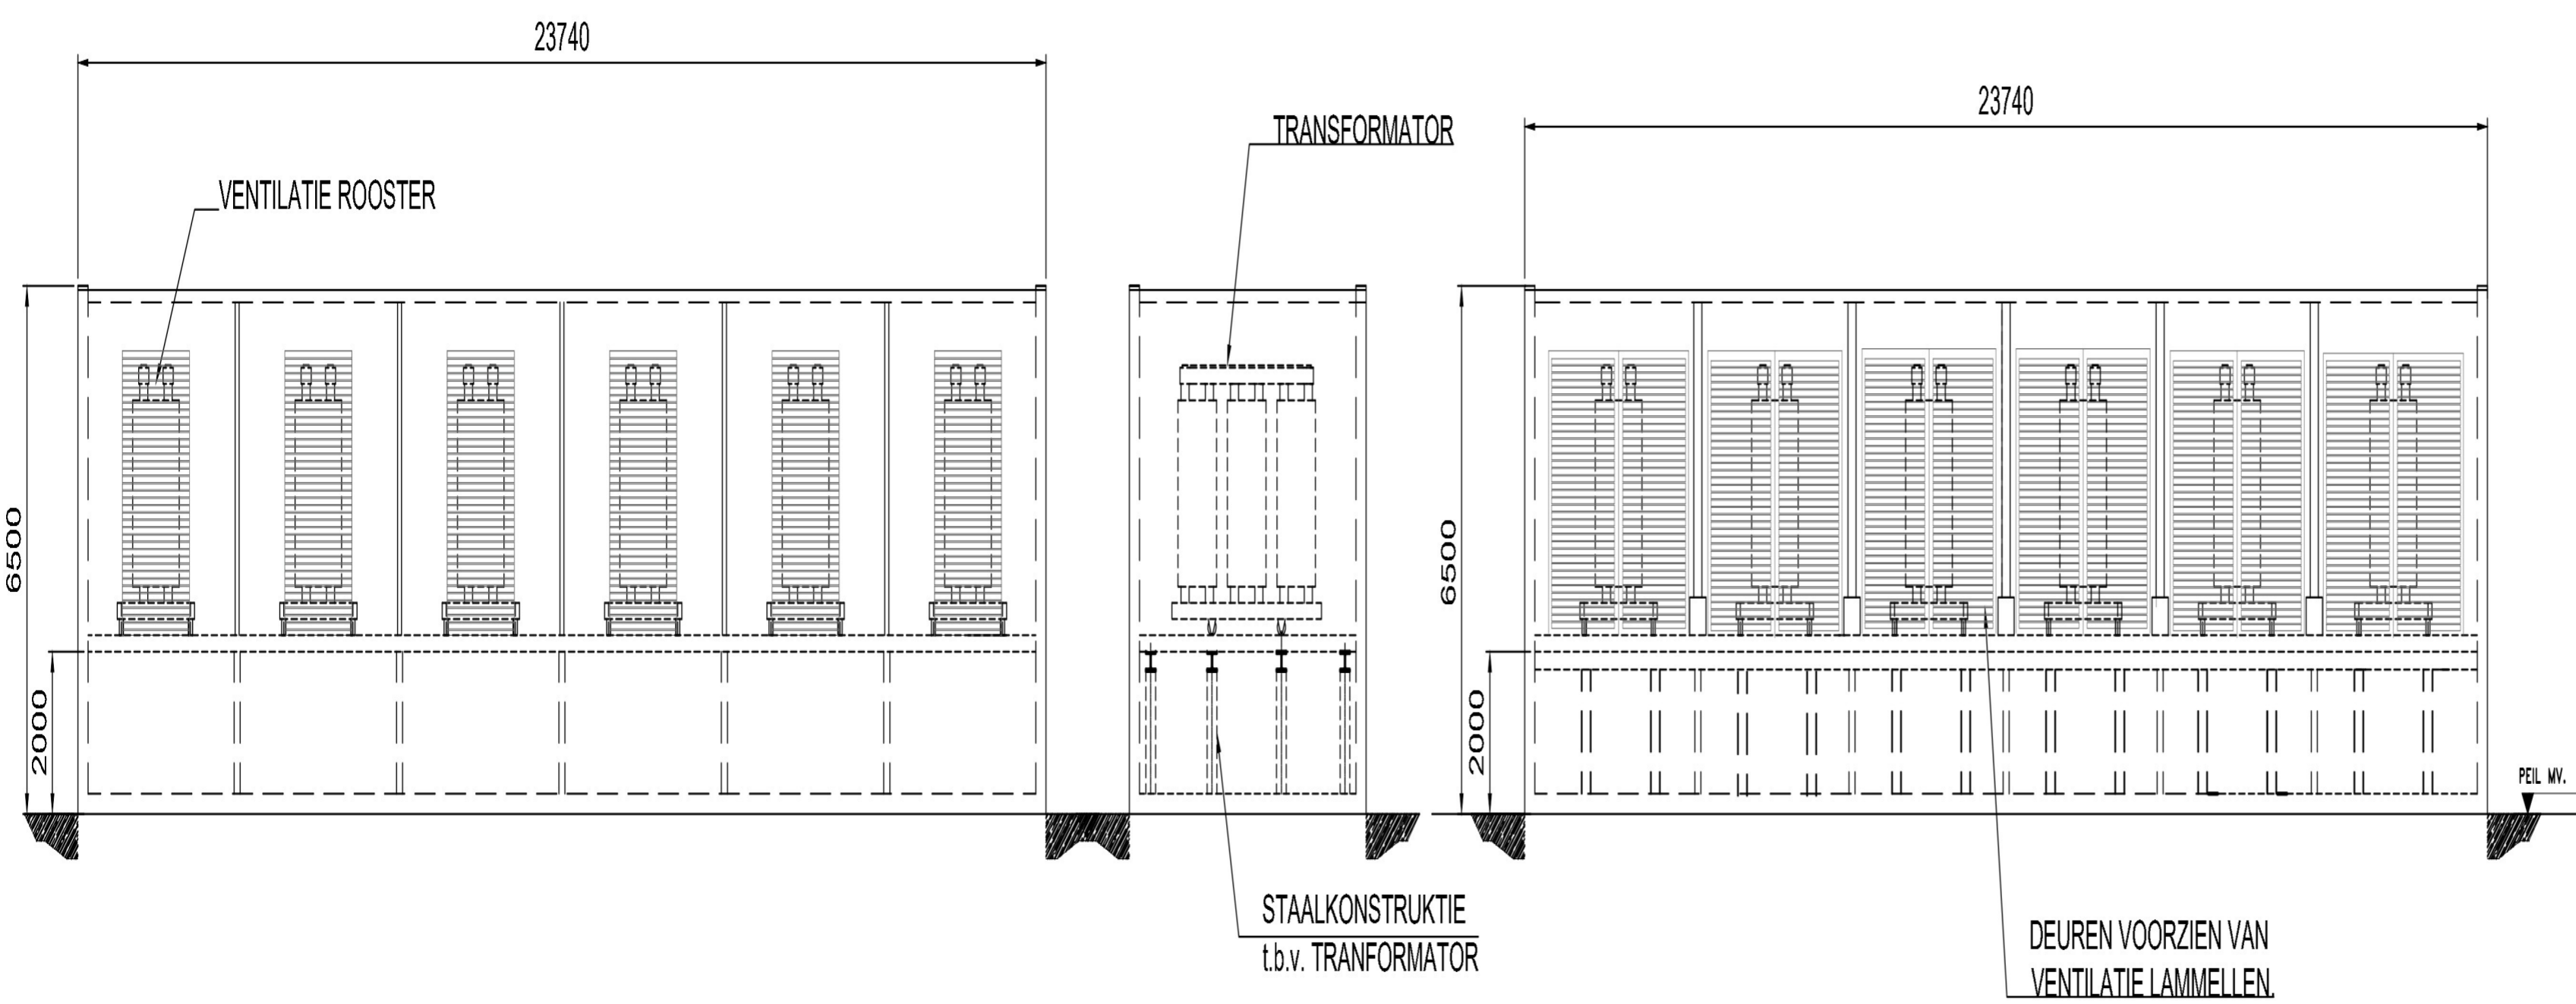 23740
TRANSFORMATOR
23740
VENTILATIE ROOSTER
6500
6500
2000
2000
PEIL MV.
STAALKONSTRUKTIE
t.b.v. TRANFORMATOR
DEUREN VOORZIEN VAN
VENTILATIE LAMMELLEN.